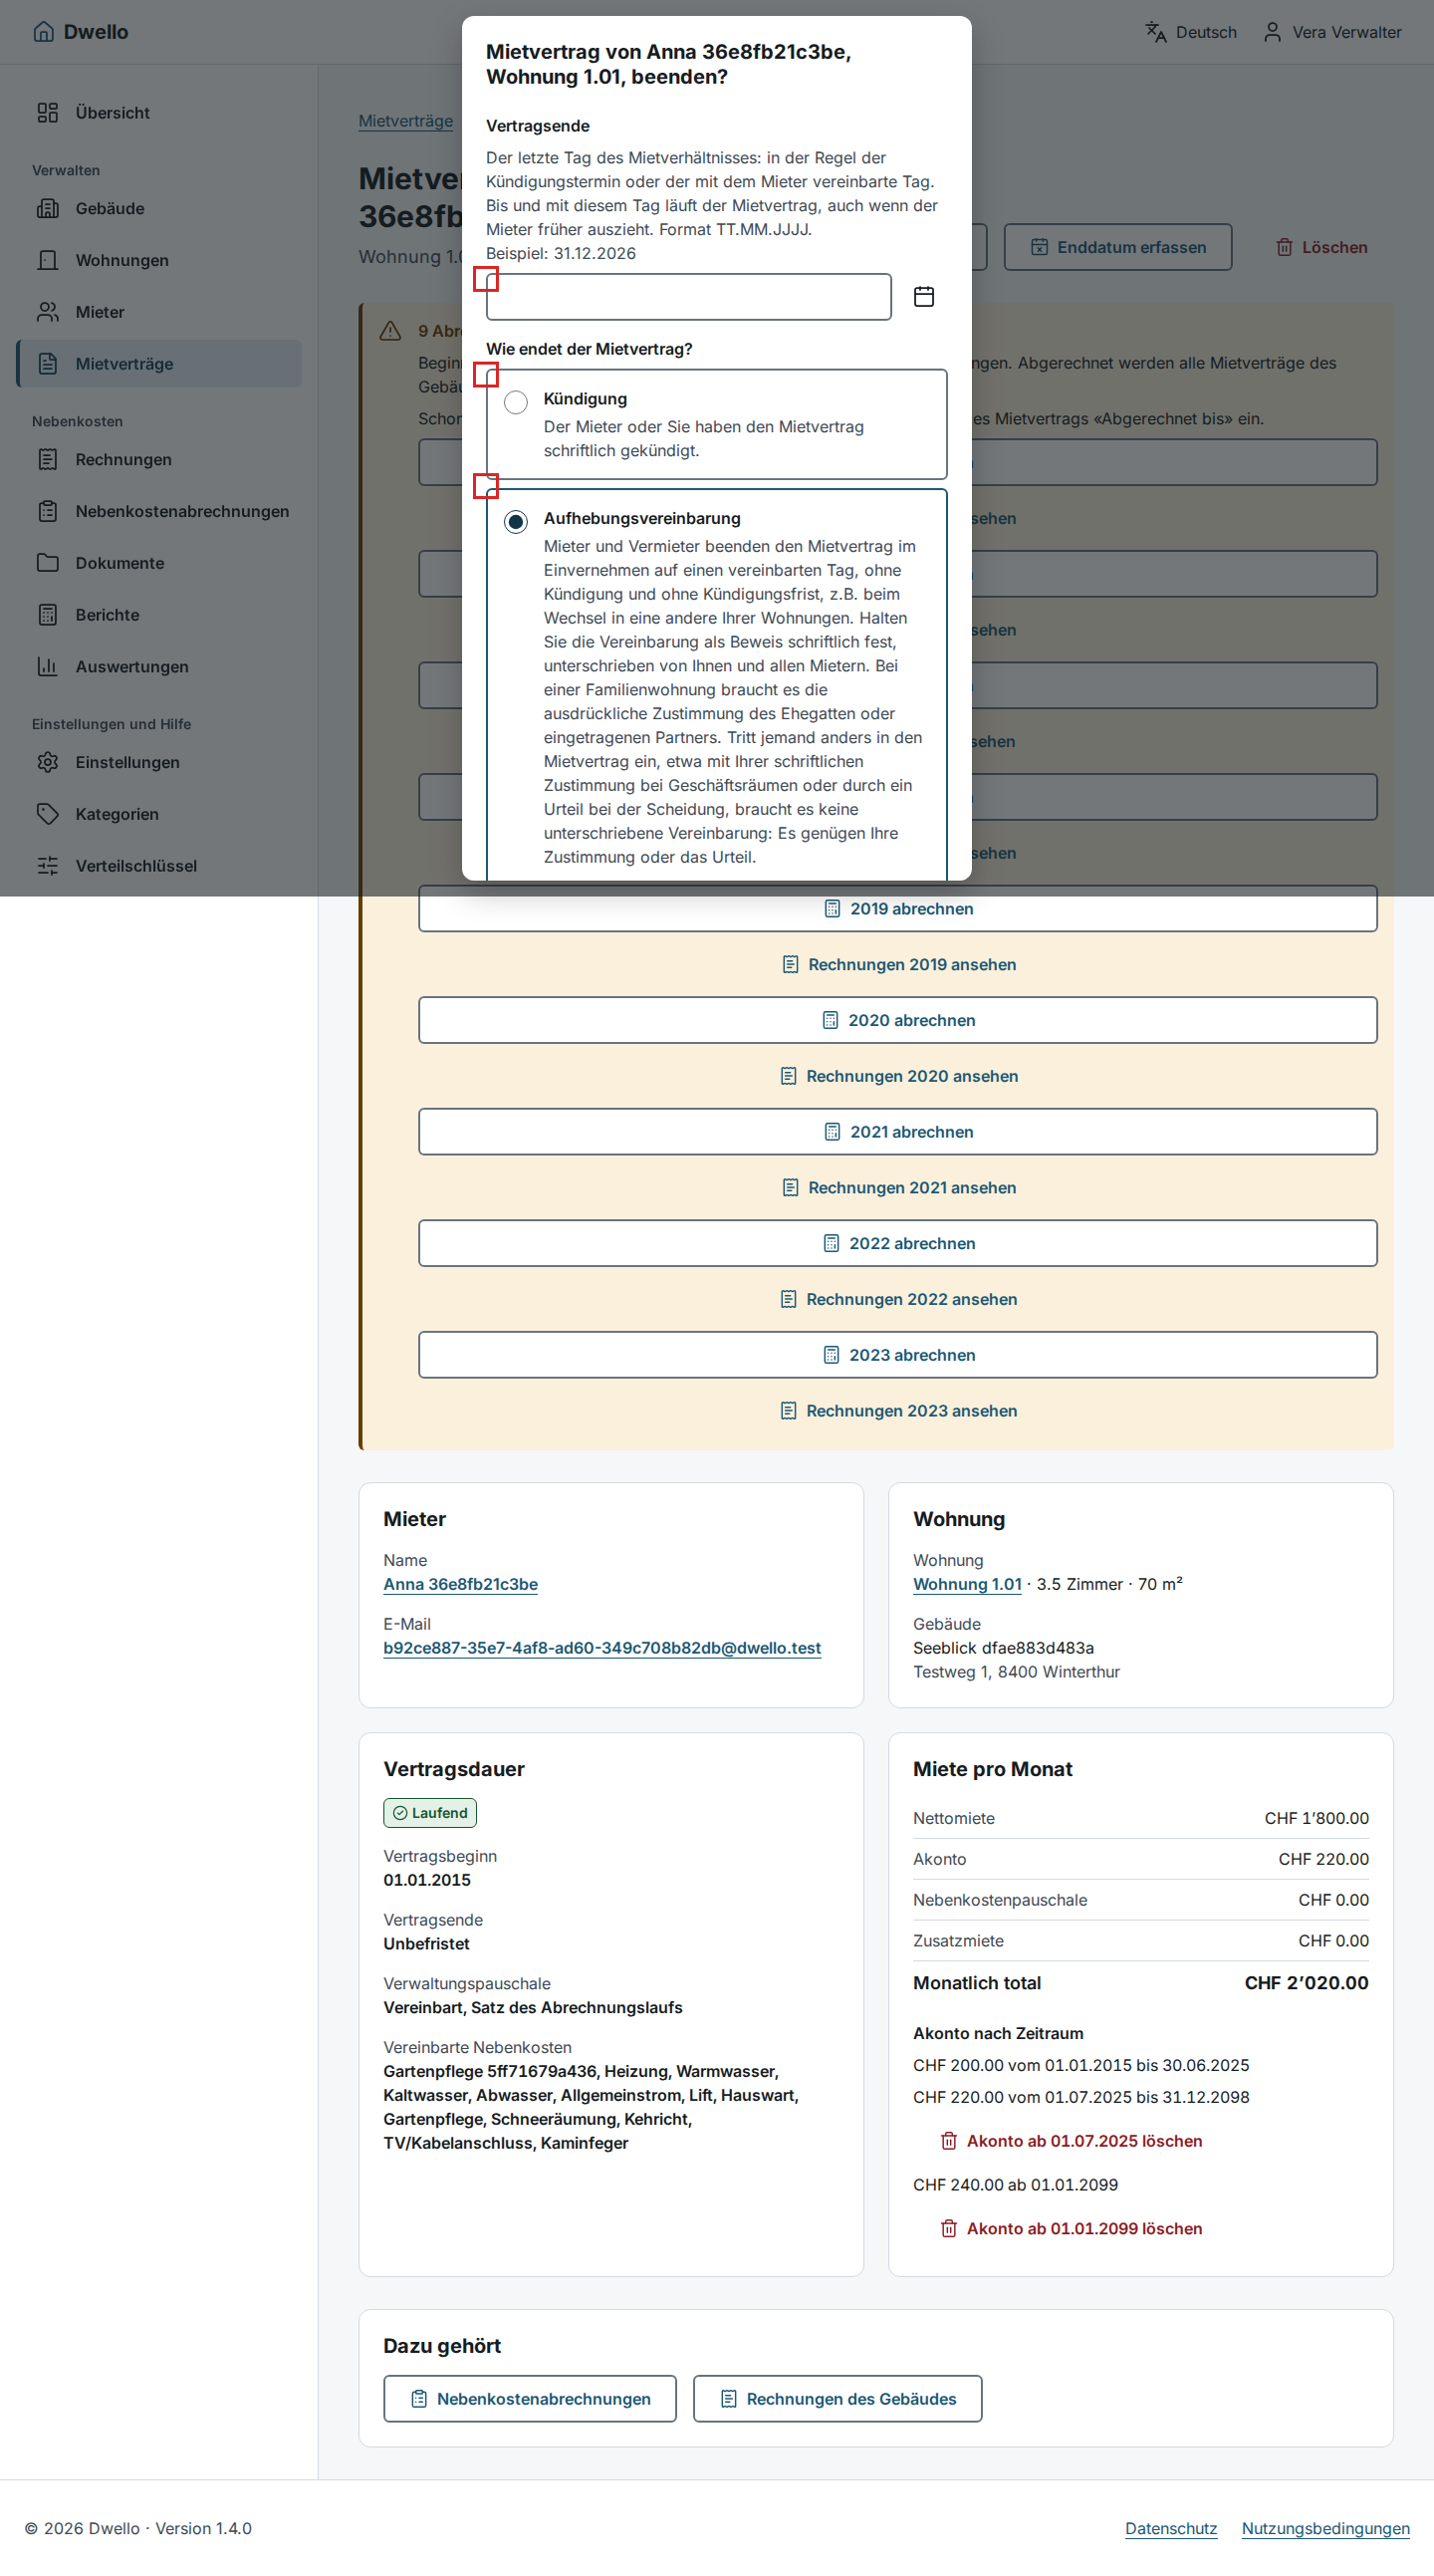 Dwello
Deutsch
Vera Verwalter
Übersicht
Verwalten
Gebäude
Wohnungen
Mieter
Mietverträge
Nebenkosten
Rechnungen
Nebenkostenabrechnungen
Dokumente
Berichte
Auswertungen
Einstellungen und Hilfe
Einstellungen
Kategorien
Verteilschlüssel
Mietverträge
36e8fb
Wohnung 1.0
Enddatum erfassen
Löschen
9 Abr
ngen. Abgerechnet werden alle Mietverträge des
es Mietvertrags «Abgerechnet bis» ein.
Mietvertrag von Anna 36e8fb21c3be,
Wohnung 1.01, beenden?
Vertragsende
Der letzte Tag des Mietverhältnisses: in der Regel der
Kündigungstermin oder der mit dem Mieter vereinbarte Tag.
Bis und mit diesem Tag läuft der Mietvertrag, auch wenn der
Mieter früher auszieht. Format TT.MM.JJJJ.
Beispiel: 31.12.2026
Wie endet der Mietvertrag?
Kündigung
Der Mieter oder Sie haben den Mietvertrag
schriftlich gekündigt.
Aufhebungsvereinbarung
Mieter und Vermieter beenden den Mietvertrag im
Einvernehmen auf einen vereinbarten Tag, ohne
Kündigung und ohne Kündigungsfrist, z.B. beim
Wechsel in eine andere Ihrer Wohnungen. Halten
Sie die Vereinbarung als Beweis schriftlich fest,
unterschrieben von Ihnen und allen Mietern. Bei
einer Familienwohnung braucht es die
ausdrückliche Zustimmung des Ehegatten oder
eingetragenen Partners. Tritt jemand anders in den
Mietvertrag ein, etwa mit Ihrer schriftlichen
Zustimmung bei Geschäftsräumen oder durch ein
Urteil bei der Scheidung, braucht es keine
unterschriebene Vereinbarung: Es genügen Ihre
Zustimmung oder das Urteil.
2019 abrechnen
Rechnungen 2019 ansehen
2020 abrechnen
Rechnungen 2020 ansehen
2021 abrechnen
Rechnungen 2021 ansehen
2022 abrechnen
Rechnungen 2022 ansehen
2023 abrechnen
Rechnungen 2023 ansehen
Mieter
Name
Anna 36e8fb21c3be
E-Mail
b92ce887-35e7-4af8-ad60-349c708b82db@dwello.test
Wohnung
Wohnung
Wohnung 1.01 · 3.5 Zimmer · 70 m²
Gebäude
Seeblick dfae883d483a
Testweg 1, 8400 Winterthur
Vertragsdauer
Laufend
Vertragsbeginn
01.01.2015
Vertragsende
Unbefristet
Verwaltungspauschale
Vereinbart, Satz des Abrechnungslaufs
Vereinbarte Nebenkosten
Gartenpflege 5ff71679a436, Heizung, Warmwasser,
Kaltwasser, Abwasser, Allgemeinstrom, Lift, Hauswart,
Gartenpflege, Schneeräumung, Kehricht,
TV/Kabelanschluss, Kaminfeger
Miete pro Monat
Nettomiete CHF 1’800.00
Akonto CHF 220.00
Nebenkostenpauschale CHF 0.00
Zusatzmiete CHF 0.00
Monatlich total CHF 2’020.00
Akonto nach Zeitraum
CHF 200.00 vom 01.01.2015 bis 30.06.2025
CHF 220.00 vom 01.07.2025 bis 31.12.2098
Akonto ab 01.07.2025 löschen
CHF 240.00 ab 01.01.2099
Akonto ab 01.01.2099 löschen
Dazu gehört
Nebenkostenabrechnungen
Rechnungen des Gebäudes
© 2026 Dwello · Version 1.4.0
Datenschutz
Nutzungsbedingungen